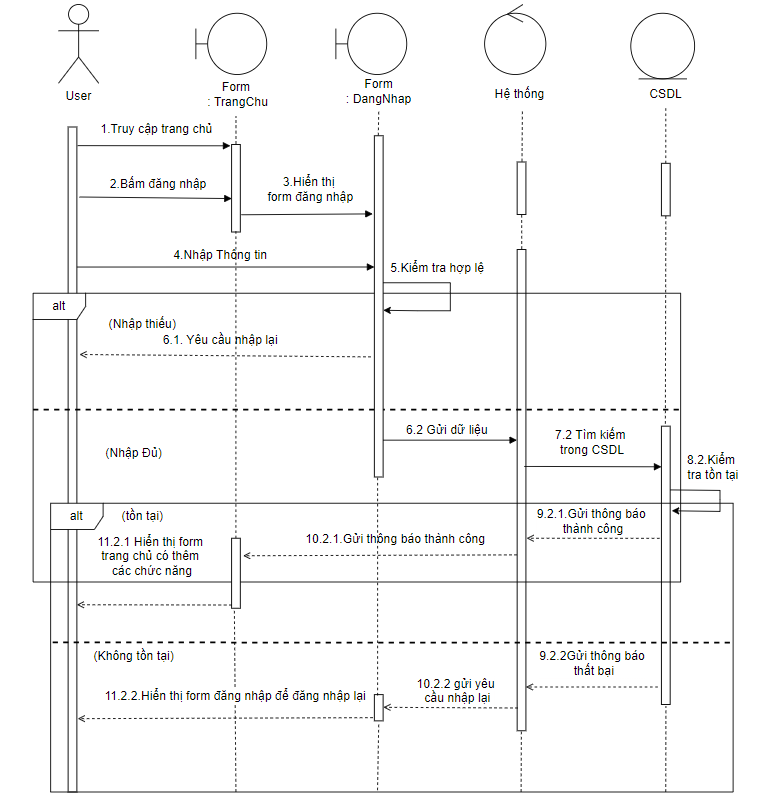 User
Form
: TrangChu
Form
: DangNhap
Hệ thống
CSDL
1.Truy cập trang chủ
2.Bấm đăng nhập
3.Hiển thị
form đăng nhập
4.Nhập Thông tin
5.Kiểm tra hợp lệ
alt
(Nhập thiếu)
6.1. Yêu cầu nhập lại
6.2 Gửi dữ liệu
(Nhập Đủ)
7.2 Tìm kiếm
trong CSDL
8.2.Kiểm
tra tồn tại
alt
(tồn tại)
9.2.1.Gửi thông báo
thành công
10.2.1.Gửi thông báo thành công
11.2.1 Hiển thị form
trang chủ có thêm
các chức năng
(Không tồn tại)
9.2.2Gửi thông báo
thất bại
10.2.2 gửi yêu
cầu nhập lại
11.2.2.Hiển thị form đăng nhập để đăng nhập lại